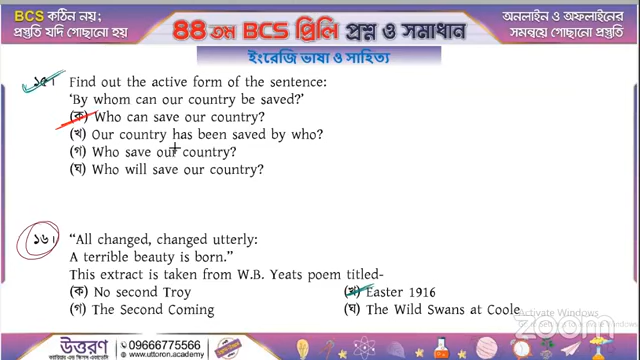 BCS কঠিন নয়;
প্রস্তুতি যদি গোছানো হয়
৪৪ তম BCS প্রিলি প্রশ্ন ও সমাধান
অনলাইন ও অফলাইনের
সমন্বয়ে প্রস্তুতি গোছাই
ইংরেজি ভাষা ও সাহিত্য
১৫। Find out the active form of the sentence:
‘By whom can our country be saved?’
(ক) Who can save our country?
(খ) Our country has been saved by who?
(গ) Who save our country?
(ঘ) Who will save our country?
১৬। “All changed, changed utterly:
A terrible beauty is born.”
This extract is taken from W.B. Yeats poem titled-
(ক) No second Troy (খ) Easter 1916
(গ) The Second Coming (ঘ) The Wild Swans at Coole
Activate Windows
zoom
উত্তরণ
09666775566
www.uttoron.academy